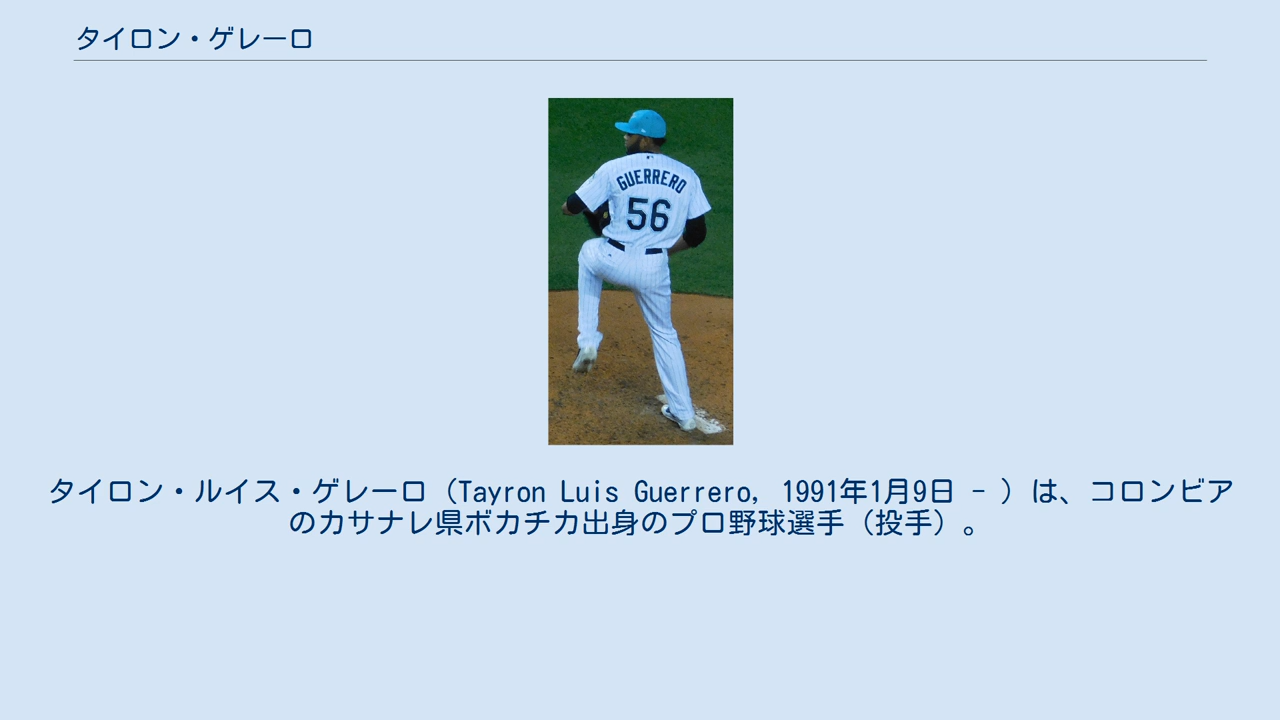 タイロン・ゲレーロ
GUERRERO
56
タイロン・ルイス・ゲレーロ（Tayron Luis Guerrero, 1991年1月9日 - ）は、コロンビア
のカサナレ県ボカチカ出身のプロ野球選手（投手）。